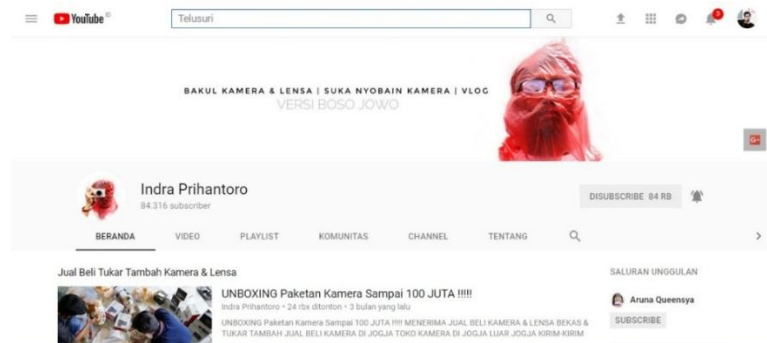 YouTube ID
Telusuri
3
BAKUL KAMERA & LENSA | SUKA NYOBAIN KAMERA | VLOG
VERSI BOSO JOWO
G+
Indra Prihantoro
84.316 subscriber
DISUBSCRIBE 84 RB
BERANDA VIDEO PLAYLIST KOMUNITAS CHANNEL TENTANG
Jual Beli Tukar Tambah Kamera & Lensa
SALURAN UNGGULAN
UNBOXING Paketan Kamera Sampai 100 JUTA !!!!!
Indra Prihantoro • 24 rbx ditonton • 3 bulan yang lalu
Aruna Queensya
UNBOXING Paketan Kamera Sampai 100 JUTA !!!!! MENERIMA JUAL BELI KAMERA & LENSA BEKAS &
SUBSCRIBE
TUKAR TAMBAH JUAL BELI KAMERA DI JOGJA TOKO KAMERA DI JOGJA LUAR JOGJA KIRIM-KIRIM